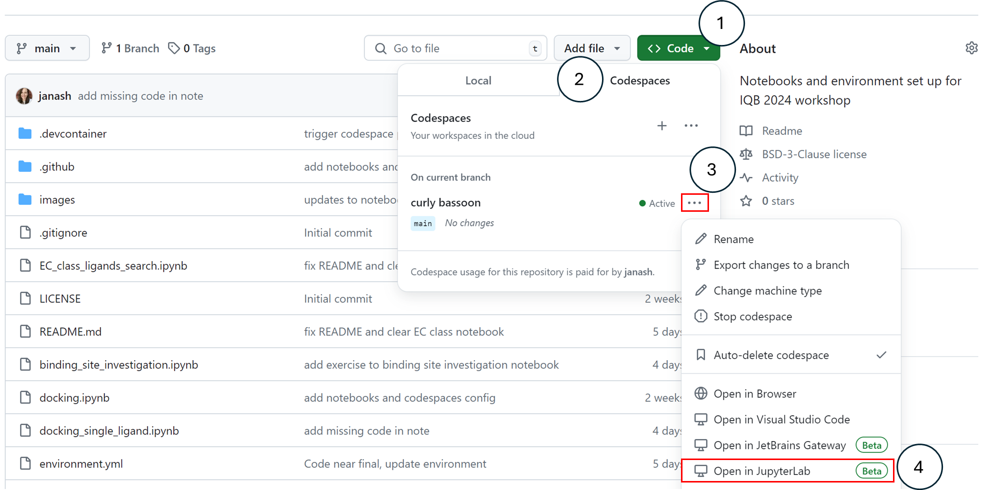 1
main
1 Branch
0 Tags
Go to file
t
Add file
Code
About
Local
2
Codespaces
Notebooks and environment set up for
IQB 2024 workshop
janash add missing code in note
Codespaces
Your workspaces in the cloud
Readme
.devcontainer
trigger codespace
BSD-3-Clause license
3
.github
add notebooks and
On current branch
Activity
images
updates to notebo
curly bassoon
Active
0 stars
main No changes
.gitignore
Initial commit
Rename
EC_class_ligands_search.ipynb
fix README and cle
Codespace usage for this repository is paid for by janash.
Export changes to a branch
Change machine type
LICENSE
Initial commit
2 weeks
Stop codespace
README.md
fix README and clear EC class notebook
5 days
Auto-delete codespace
binding_site_investigation.ipynb
add exercise to binding site investigation notebook
4 days
Open in Browser
docking.ipynb
add notebooks and codespaces config
2 weeks
Open in Visual Studio Code
docking_single_ligand.ipynb
add missing code in note
4 days
Open in JetBrains Gateway Beta
environment.yml
Code near final, update environment
5 days
Open in JupyterLab Beta
4